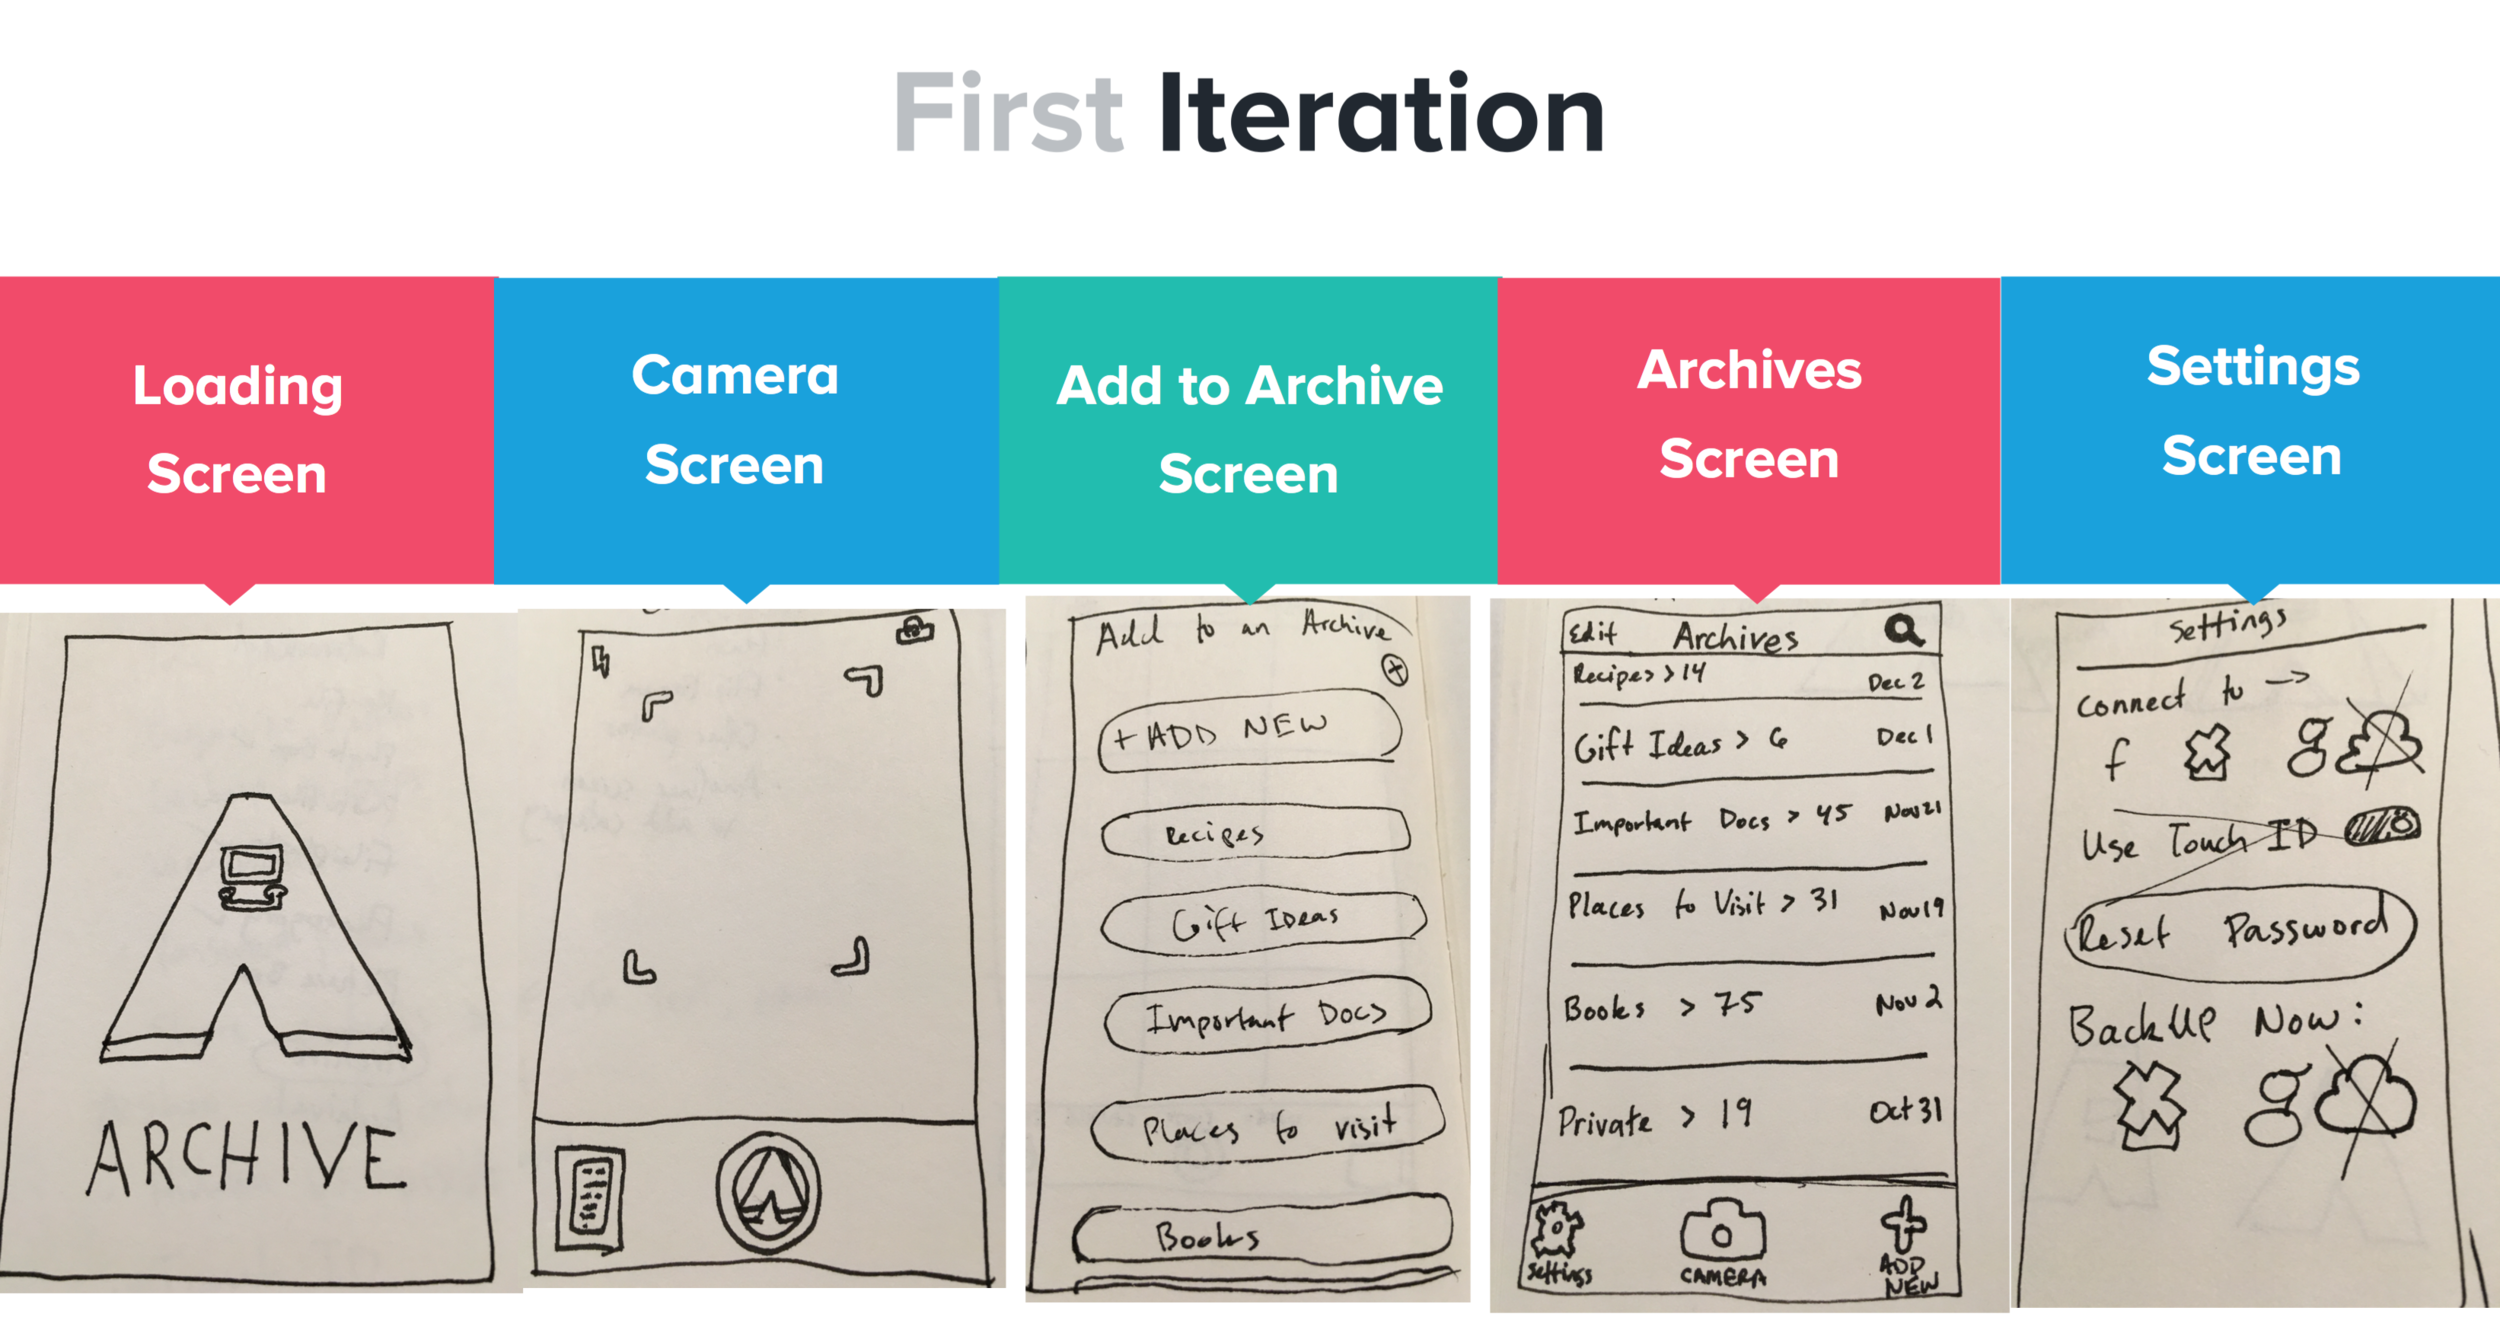 First Iteration
Loading
Screen
Camera
Screen
Add to Archive
Screen
Archives
Screen
Settings
Screen
ARCHIVE
Add to an Archive
+ ADD NEW
Recipes
Gift Ideas
Important Docs
Places to visit
Books
Edit Archives
Recipes > 14 Dec 2
Gift Ideas > 6 Dec 1
Important Docs > 45 Nov 21
Places to Visit > 31 Nov 19
Books > 75 Nov 2
Private > 19 Oct 31
Settings
CAMERA
ADD
NEW
Settings
Connect to →
f g
Use Touch ID
Reset Password
BackUP Now:
g